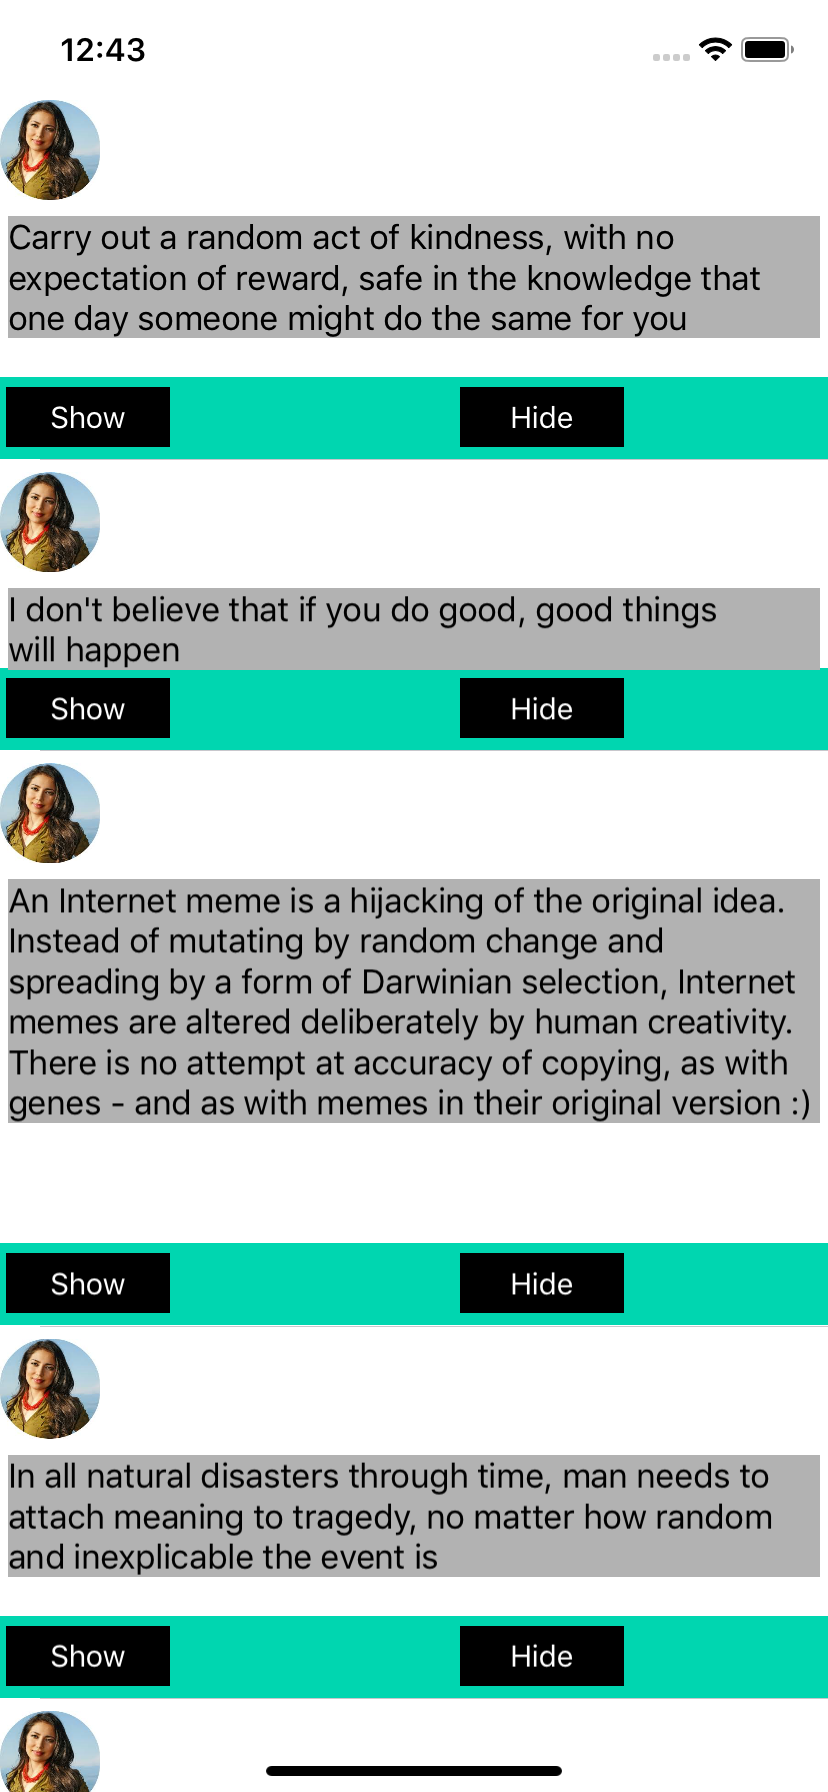 12:43
Carry out a random act of kindness, with no
expectation of reward, safe in the knowledge that
one day someone might do the same for you
Show Hide
I don't believe that if you do good, good things
will happen
Show Hide
An Internet meme is a hijacking of the original idea.
Instead of mutating by random change and
spreading by a form of Darwinian selection, Internet
memes are altered deliberately by human creativity.
There is no attempt at accuracy of copying, as with
genes - and as with memes in their original version :)
Show Hide
In all natural disasters through time, man needs to
attach meaning to tragedy, no matter how random
and inexplicable the event is
Show Hide